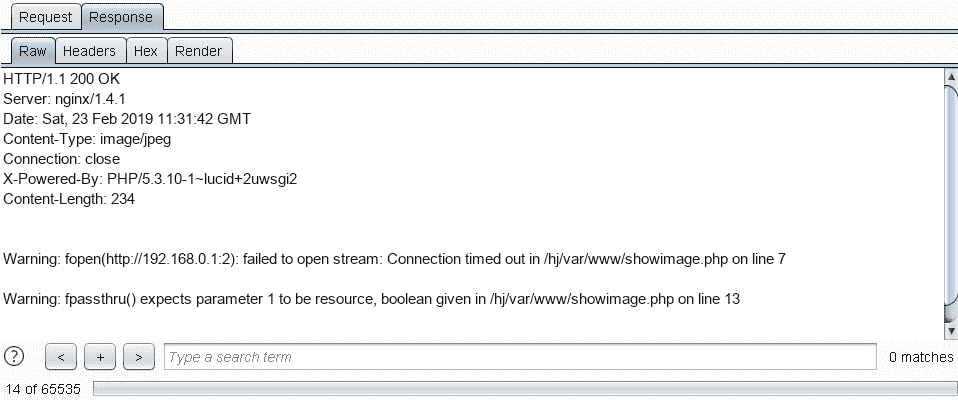 Request Response
Raw Headers Hex Render
HTTP/1.1 200 OK
Server: nginx/1.4.1
Date: Sat, 23 Feb 2019 11:31:42 GMT
Content-Type: image/jpeg
Connection: close
X-Powered-By: PHP/5.3.10-1~lucid+2uwsgi2
Content-Length: 234
Warning: fopen(http://192.168.0.1:2): failed to open stream: Connection timed out in /hj/var/www/showimage.php on line 7
Warning: fpassthru() expects parameter 1 to be resource, boolean given in /hj/var/www/showimage.php on line 13
? < + > Type a search term 0 matches
14 of 65535